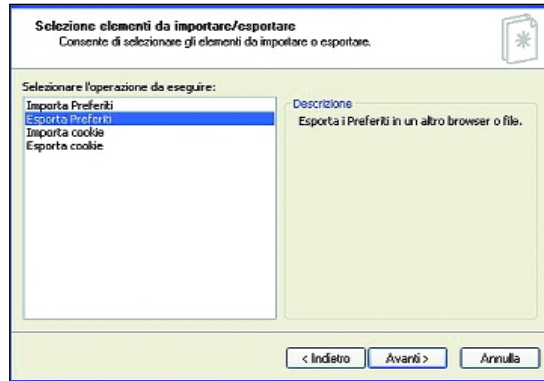 Selezione elementi da importare/esportare
Consente di selezionare gli elementi da importare o esportare.
Selezionare l'operazione da eseguire:
Importa Preferiti
Esporta Preferiti
Importa cookie
Esporta cookie
Descrizione
Esporta i Preferiti in un altro browser o file.
< Indietro
Avanti >
Annulla